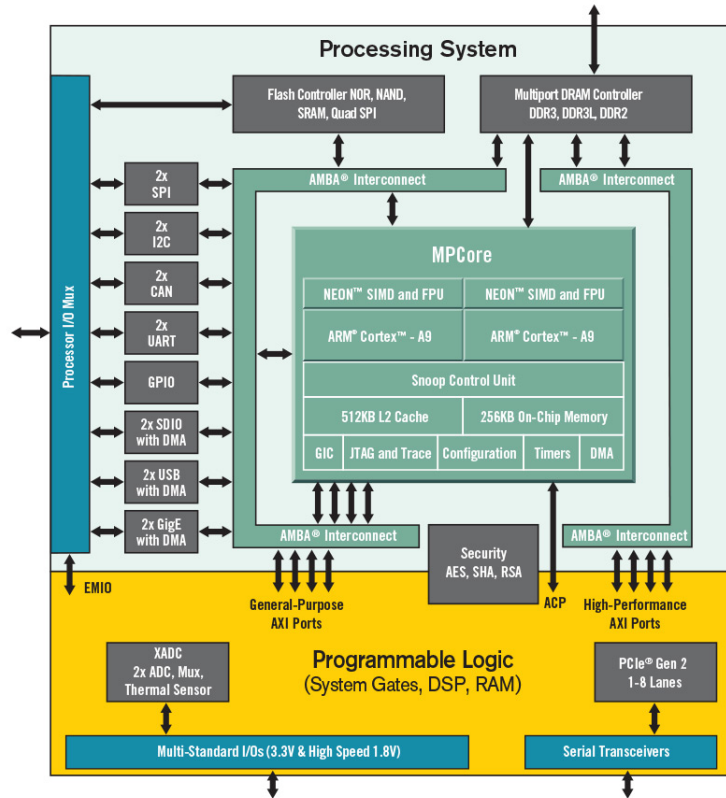 Processing System
Flash Controller NOR, NAND,
SRAM, Quad SPI
Multiport DRAM Controller
DDR3, DDR3L, DDR2
Processor I/O Mux
2x
SPI
2x
I2C
2x
CAN
2x
UART
GPIO
2x SDIO
with DMA
2x USB
with DMA
2x GigE
with DMA
AMBA® Interconnect
AMBA® Interconnect
MPCore
NEON™ SIMD and FPU
NEON™ SIMD and FPU
ARM® Cortex™ - A9
ARM® Cortex™ - A9
Snoop Control Unit
512KB L2 Cache
256KB On-Chip Memory
GIC
JTAG and Trace
Configuration
Timers
DMA
AMBA® Interconnect
AMBA® Interconnect
Security
AES, SHA, RSA
EMIO
General-Purpose
AXI Ports
ACP
High-Performance
AXI Ports
XADC
2x ADC, Mux,
Thermal Sensor
Programmable Logic
(System Gates, DSP, RAM)
PCIe® Gen 2
1-8 Lanes
Multi-Standard I/Os (3.3V & High Speed 1.8V)
Serial Transceivers